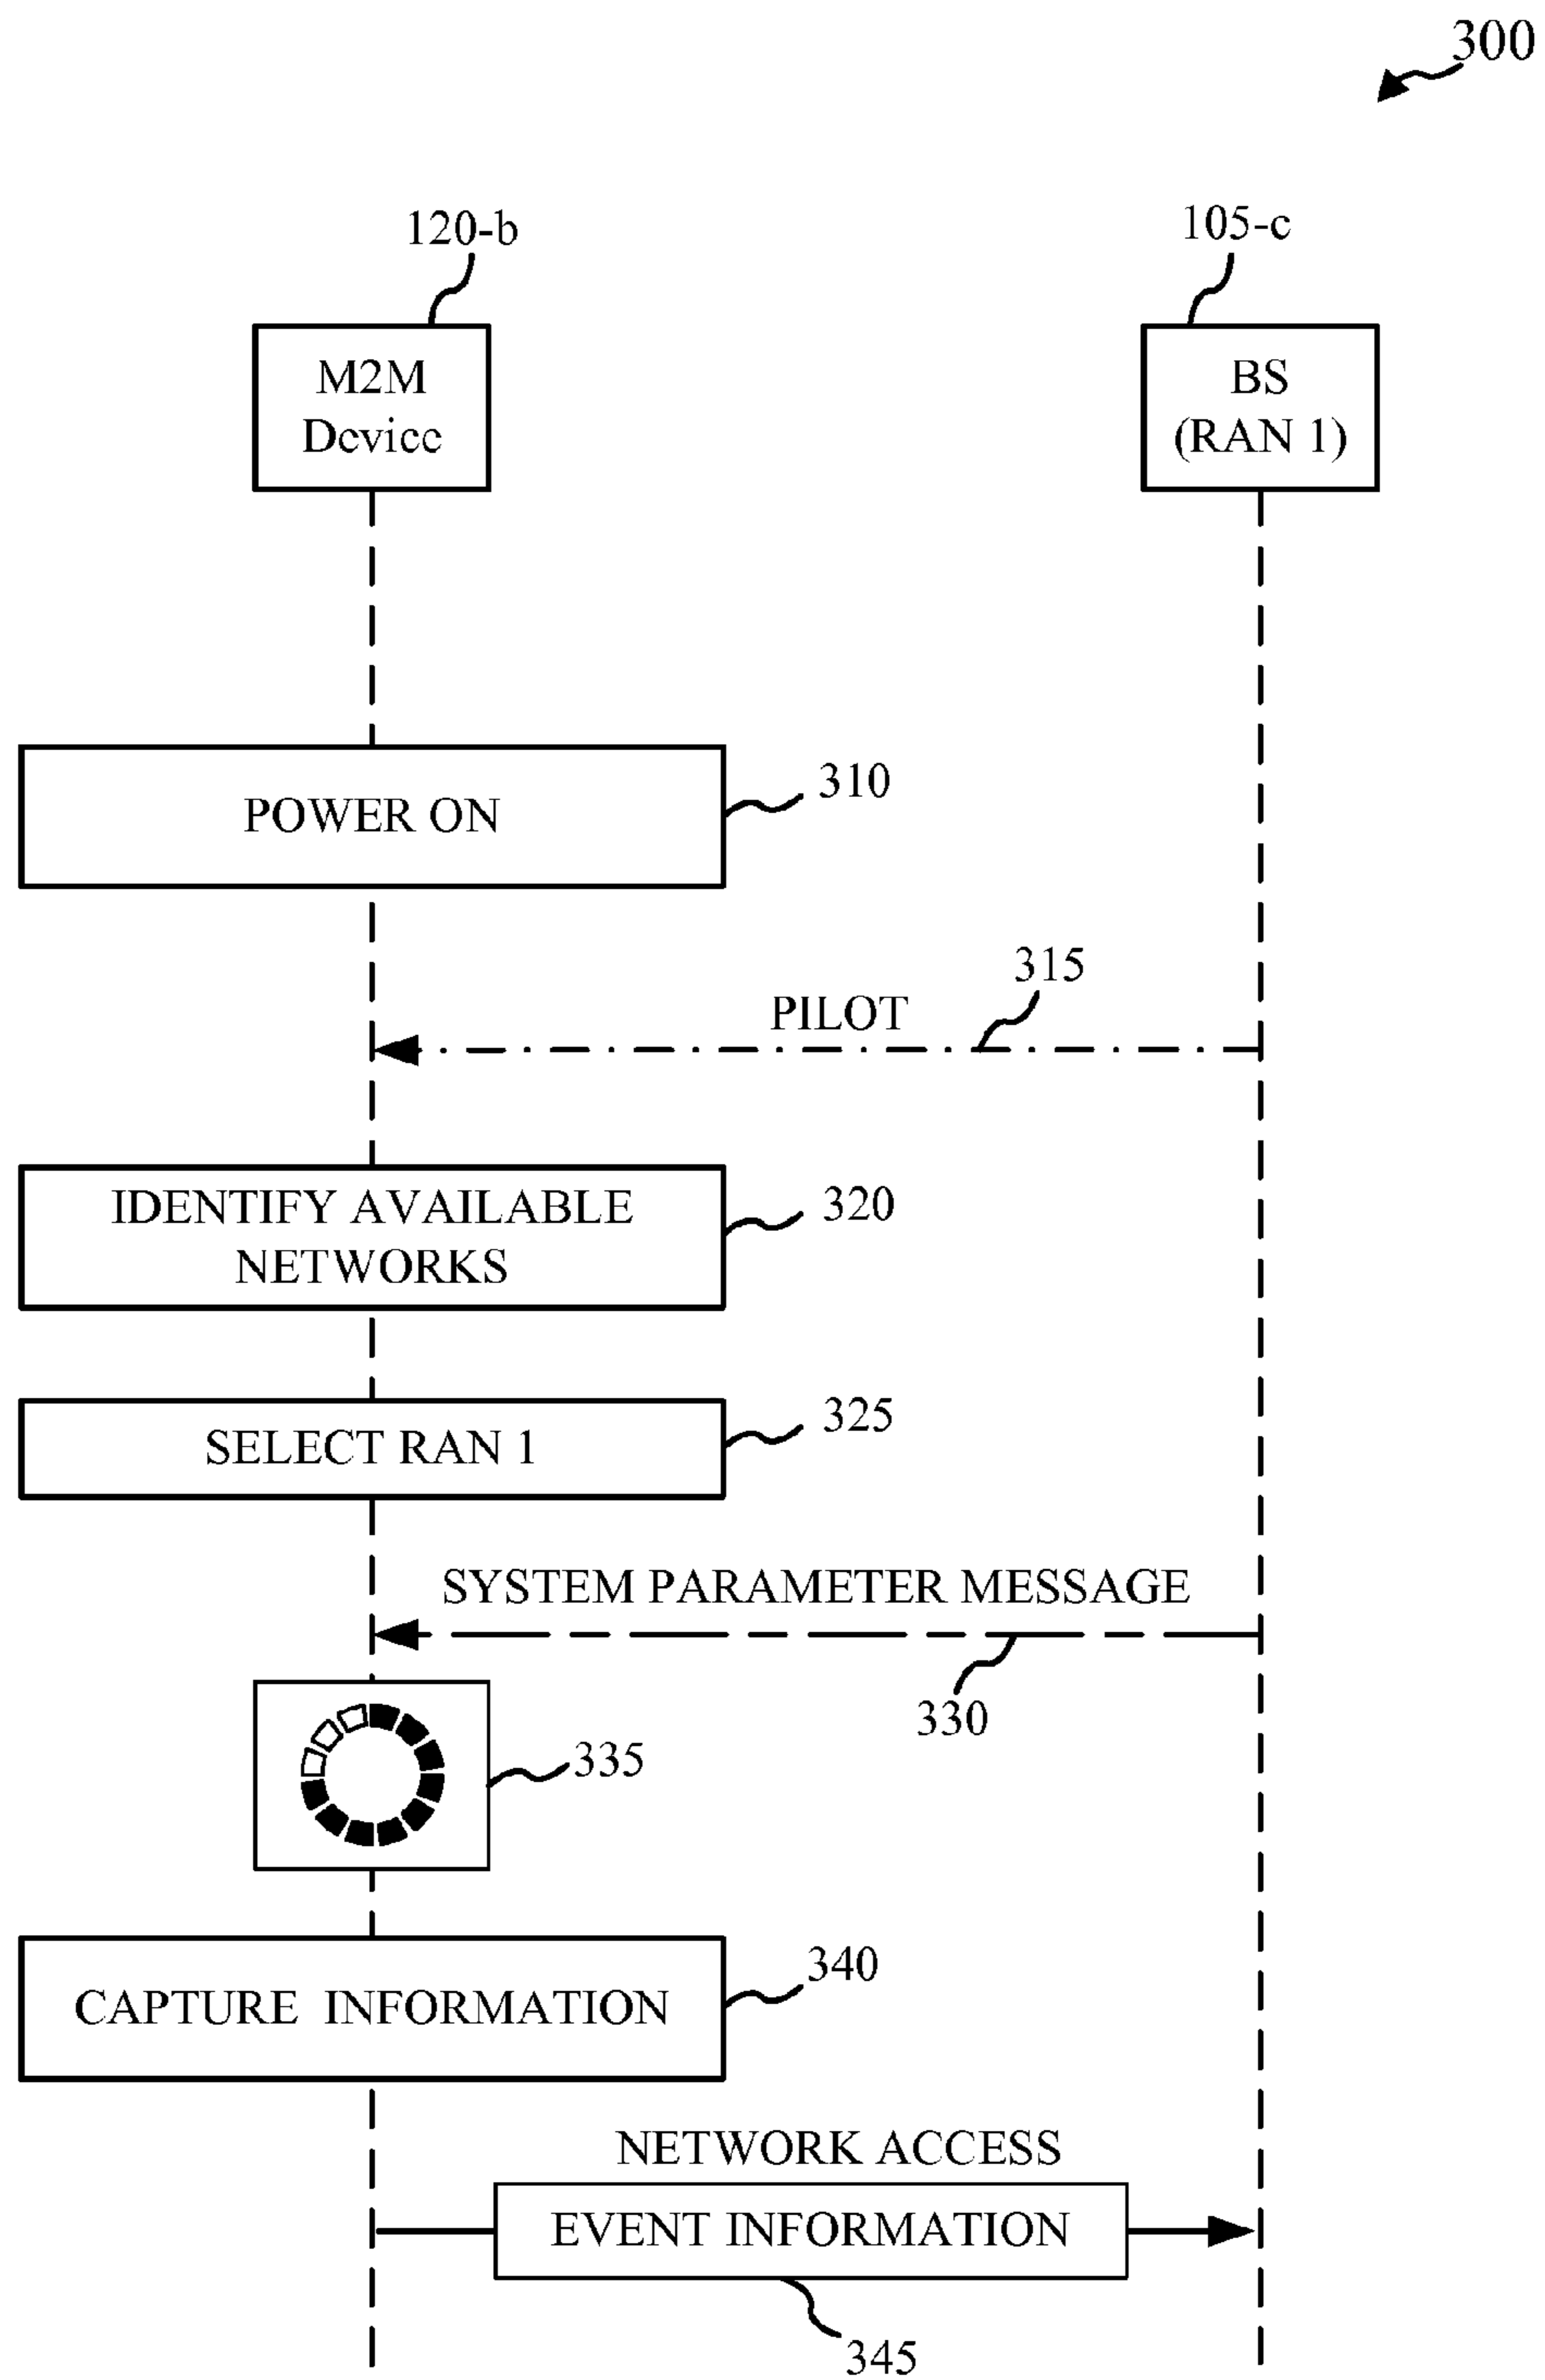 300
120-b
105-c
M2M
Device
BS
(RAN 1)
POWER ON
310
315
PILOT
IDENTIFY AVAILABLE
NETWORKS
320
SELECT RAN 1
325
SYSTEM PARAMETER MESSAGE
330
335
CAPTURE INFORMATION
340
NETWORK ACCESS
EVENT INFORMATION
345